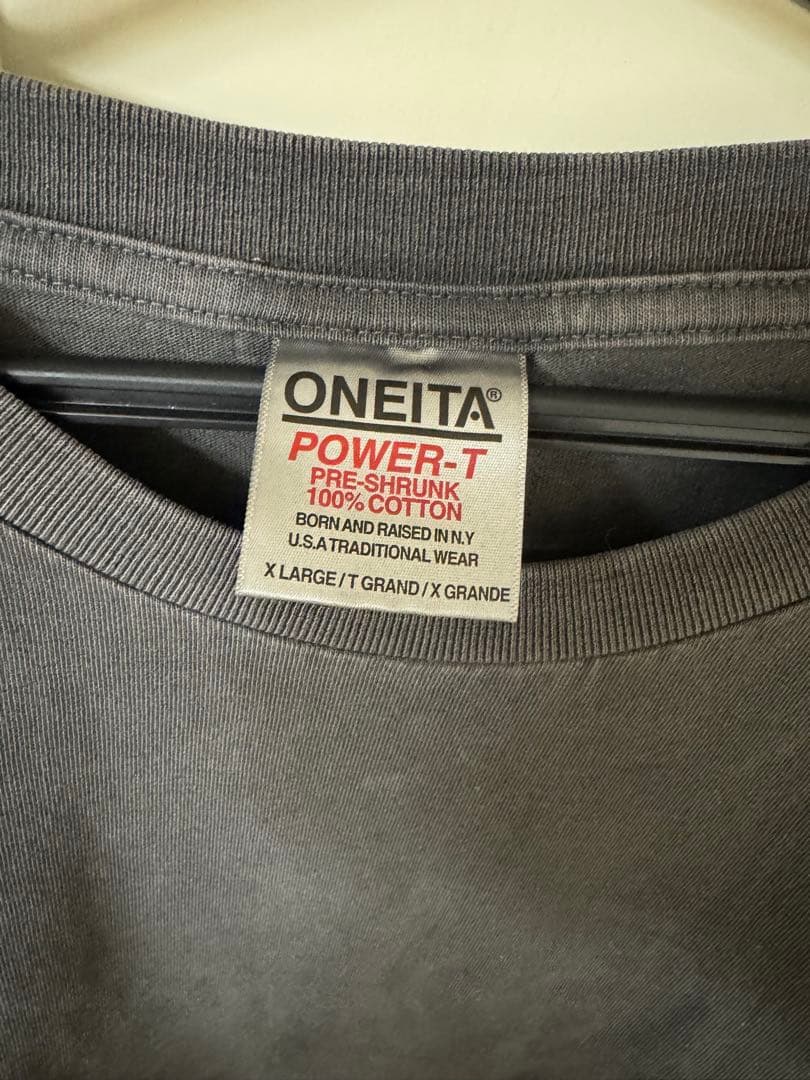 ONEITA®
POWER-T
PRE-SHRUNK
100% COTTON
BORN AND RAISED IN N.Y
U.S.A TRADITIONAL WEAR
X LARGE / T GRAND / X GRANDE